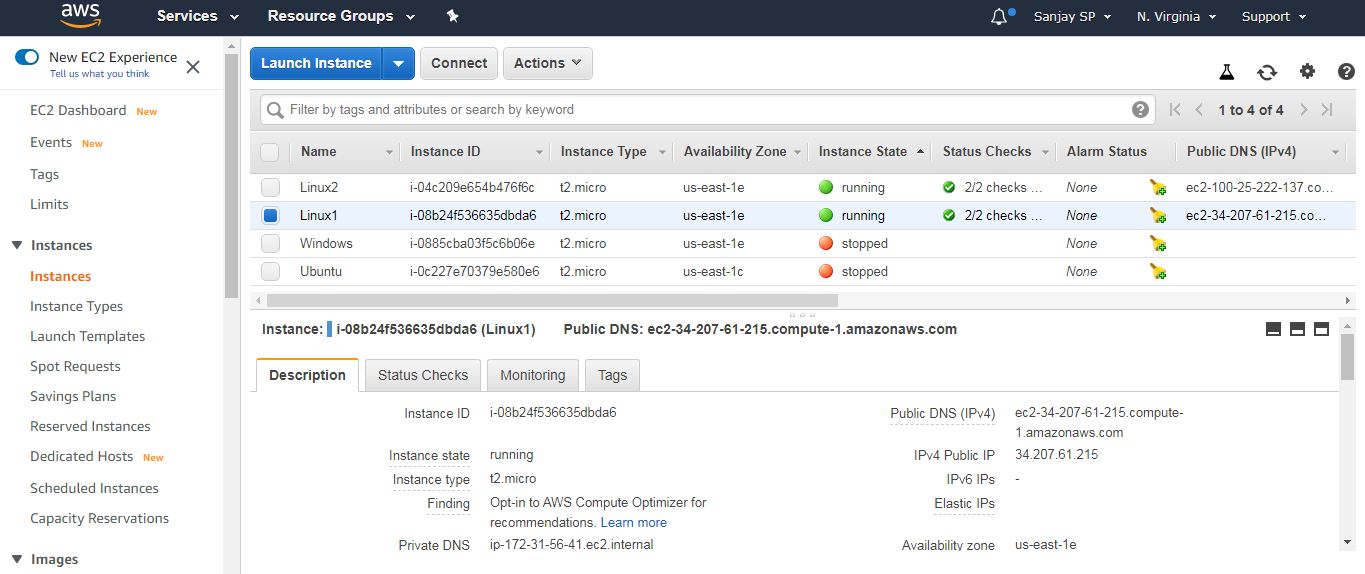 aws Services Resource Groups Sanjay SP N. Virginia Support
New EC2 Experience
Tell us what you think
EC2 Dashboard New
Events New
Tags
Limits
Instances
Instances
Instance Types
Launch Templates
Spot Requests
Savings Plans
Reserved Instances
Dedicated Hosts New
Scheduled Instances
Capacity Reservations
Images
Launch Instance Connect Actions
Filter by tags and attributes or search by keyword ? 1 to 4 of 4
Name Instance ID Instance Type Availability Zone Instance State Status Checks Alarm Status Public DNS (IPv4)
Linux2 i-04c209e654b476f6c t2.micro us-east-1e running 2/2 checks ... None ec2-100-25-222-137.co...
Linux1 i-08b24f536635dbda6 t2.micro us-east-1e running 2/2 checks ... None ec2-34-207-61-215.co...
Windows i-0885cba03f5c6b06e t2.micro us-east-1e stopped None
Ubuntu i-0c227e70379e580e6 t2.micro us-east-1c stopped None
Instance: i-08b24f536635dbda6 (Linux1) Public DNS: ec2-34-207-61-215.compute-1.amazonaws.com
Description Status Checks Monitoring Tags
Instance ID i-08b24f536635dbda6
Instance state running
Instance type t2.micro
Finding Opt-in to AWS Compute Optimizer for
recommendations. Learn more
Private DNS ip-172-31-56-41.ec2.internal
Public DNS (IPv4) ec2-34-207-61-215.compute-
1.amazonaws.com
IPv4 Public IP 34.207.61.215
IPv6 IPs -
Elastic IPs
Availability zone us-east-1e